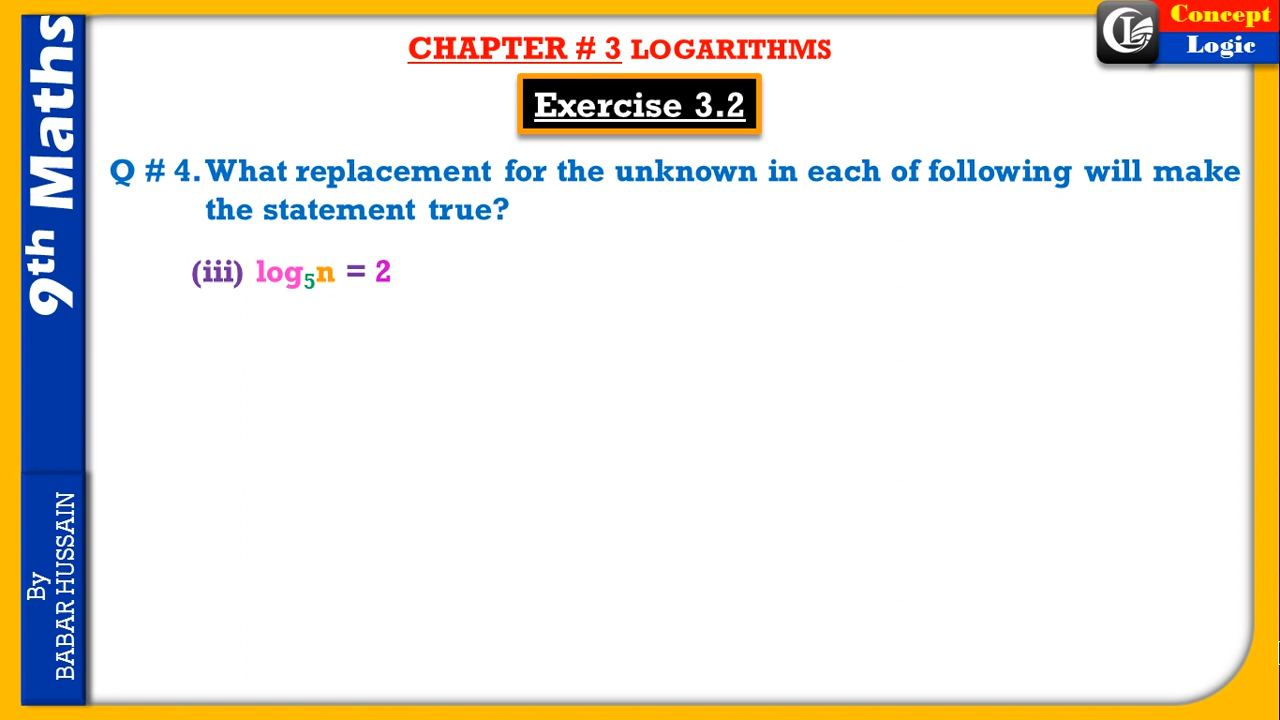 Concept
Logic
CHAPTER # 3 LOGARITHMS
Exercise 3.2
Q # 4. What replacement for the unknown in each of following will make
the statement true?
(iii) log₅n = 2
9th Maths
By
BABAR HUSSAIN